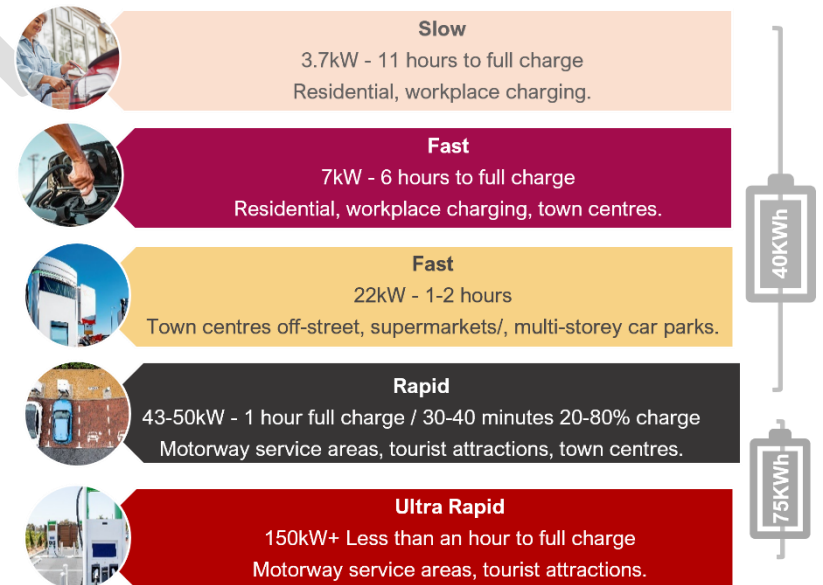 Slow
3.7kW - 11 hours to full charge
Residential, workplace charging.
Fast
7kW - 6 hours to full charge
Residential, workplace charging, town centres.
Fast
22kW - 1-2 hours
Town centres off-street, supermarkets/, multi-storey car parks.
40KWh
Rapid
43-50kW - 1 hour full charge / 30-40 minutes 20-80% charge
Motorway service areas, tourist attractions, town centres.
Ultra Rapid
150kW+ Less than an hour to full charge
Motorway service areas, tourist attractions.
75KWh